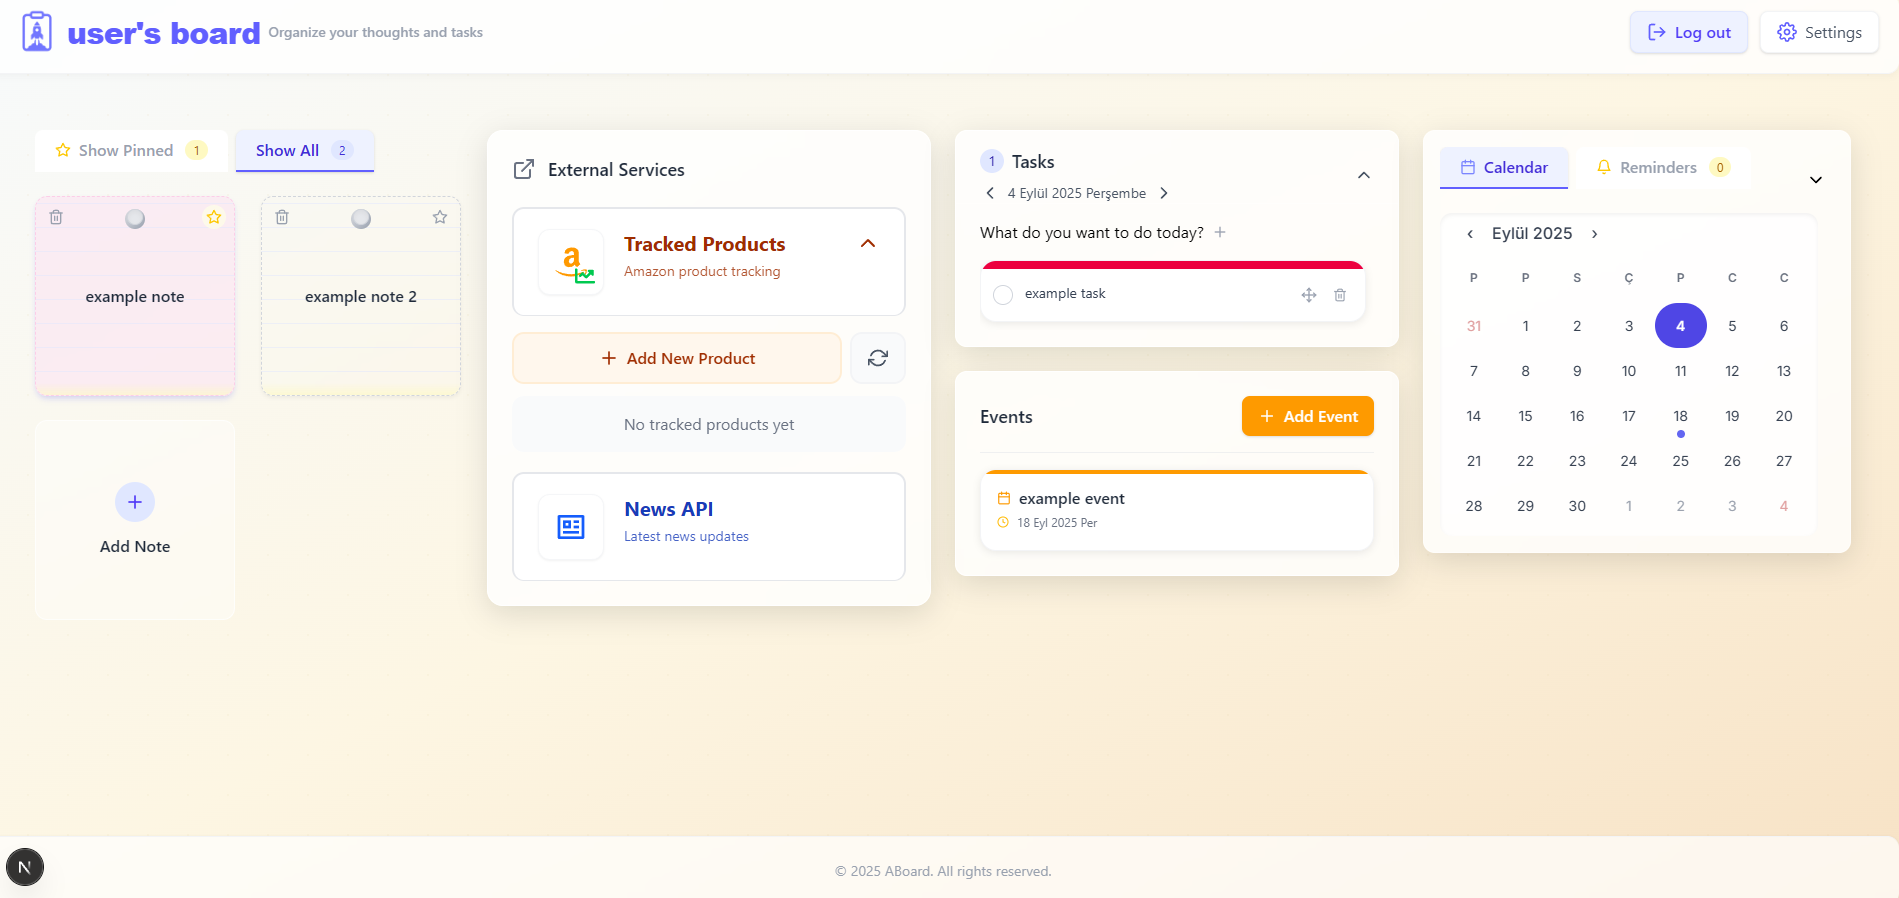 user's board
Organize your thoughts and tasks
Log out
Settings
Show Pinned 1
Show All 2
example note
example note 2
Add Note
External Services
Tracked Products
Amazon product tracking
Add New Product
No tracked products yet
News API
Latest news updates
1 Tasks
4 Eylül 2025 Perşembe
What do you want to do today?
example task
Events
Add Event
example event
18 Eyl 2025 Per
Calendar
Reminders 0
Eylül 2025
P P S Ç P C C
31 1 2 3 4 5 6
7 8 9 10 11 12 13
14 15 16 17 18 19 20
21 22 23 24 25 26 27
28 29 30 1 2 3 4
N
© 2025 ABoard. All rights reserved.